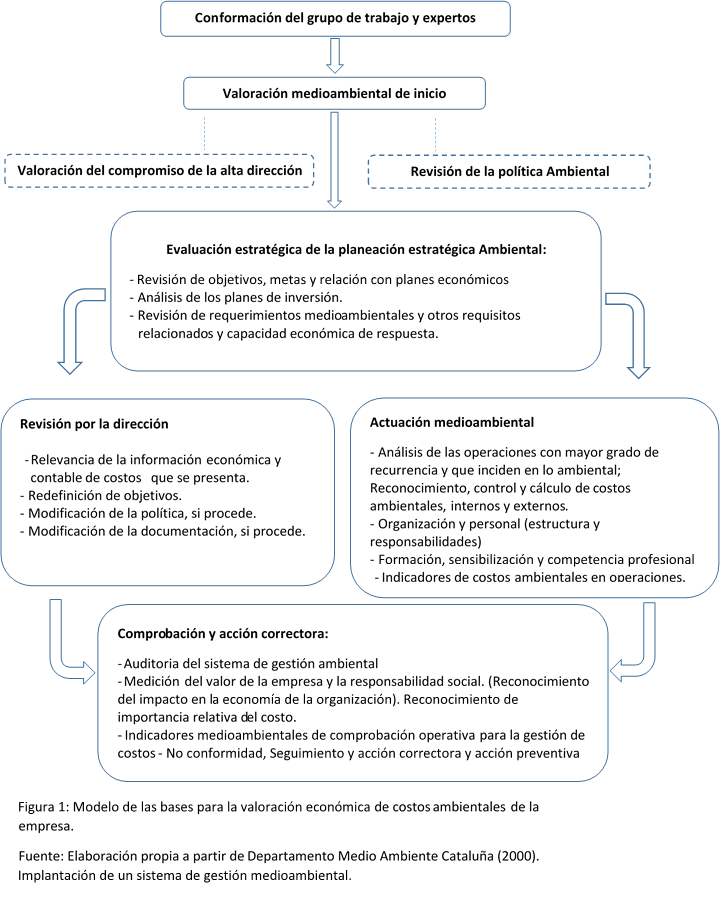 Conformación del grupo de trabajo y expertos
Valoración medioambiental de inicio
Valoración del compromiso de la alta dirección
Revisión de la política Ambiental
Evaluación estratégica de la planeación estratégica Ambiental:
- Revisión de objetivos, metas y relación con planes económicos
- Análisis de los planes de inversión.
- Revisión de requerimientos medioambientales y otros requisitos
relacionados y capacidad económica de respuesta.
Revisión por la dirección
- Relevancia de la información económica y
contable de costos que se presenta.
- Redefinición de objetivos.
- Modificación de la política, si procede.
- Modificación de la documentación, si procede.
Actuación medioambiental
- Análisis de las operaciones con mayor grado de
recurrencia y que inciden en lo ambiental;
Reconocimiento, control y cálculo de costos
ambientales, internos y externos.
- Organización y personal (estructura y
responsabilidades)
- Formación, sensibilización y competencia profesional
- Indicadores de costos ambientales en operaciones.
Comprobación y acción correctora:
- Auditoria del sistema de gestión ambiental
- Medición del valor de la empresa y la responsabilidad social. (Reconocimiento
del impacto en la economía de la organización). Reconocimiento de
importancia relativa del costo.
- Indicadores medioambientales de comprobación operativa para la gestión de
costos - No conformidad, Seguimiento y acción correctora y acción preventiva
Figura 1: Modelo de las bases para la valoración económica de costos ambientales de la
empresa.
Fuente: Elaboración propia a partir de Departamento Medio Ambiente Cataluña (2000).
Implantación de un sistema de gestión medioambiental.